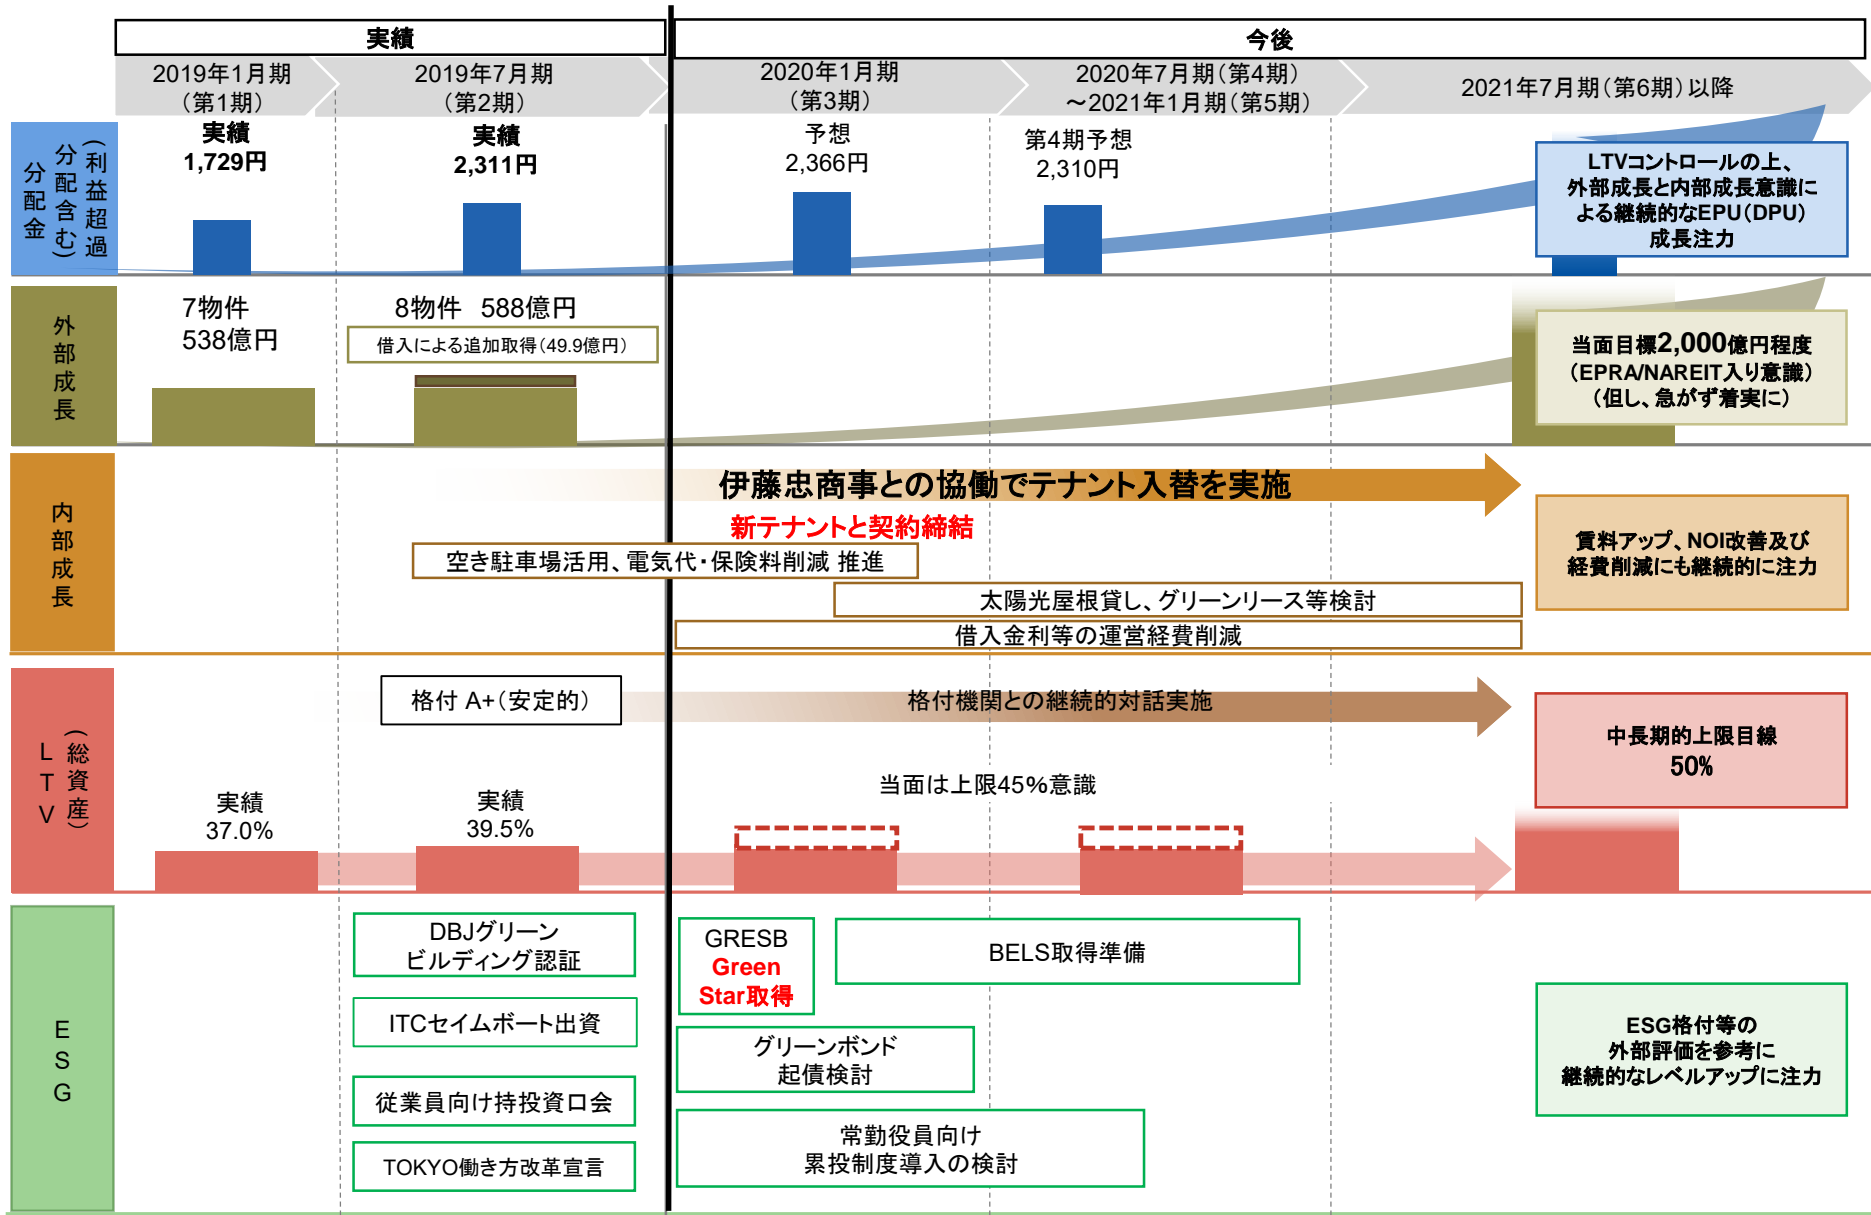 実績
今後
2019年1月期
（第1期）
2019年7月期
（第2期）
2020年1月期
（第3期）
2020年7月期（第4期）
～2021年1月期（第5期）
2021年7月期（第6期）以降
分配金
（利益超過
分配含む）
実績
1,729円
実績
2,311円
予想
2,366円
第4期予想
2,310円
LTVコントロールの上、
外部成長と内部成長意識に
よる継続的なEPU（DPU）
成長注力
外部成長
7物件
538億円
8物件 588億円
借入による追加取得（49.9億円）
当面目標2,000億円程度
（EPRA/NAREIT入り意識）
（但し、急がず着実に）
内部成長
伊藤忠商事との協働でテナント入替を実施
新テナントと契約締結
空き駐車場活用、電気代・保険料削減 推進
太陽光屋根貸し、グリーンリース等検討
借入金利等の運営経費削減
賃料アップ、NOI改善及び
経費削減にも継続的に注力
LTV
（総資産）
格付 A+（安定的）
格付機関との継続的対話実施
当面は上限45%意識
実績
37.0%
実績
39.5%
中長期的上限目線
50%
ESG
DBJグリーン
ビルディング認証
ITCセイムボート出資
従業員向け持投資口会
TOKYO働き方改革宣言
GRESB
Green
Star取得
BELS取得準備
グリーンボンド
起債検討
常勤役員向け
累投制度導入の検討
ESG格付等の
外部評価を参考に
継続的なレベルアップに注力